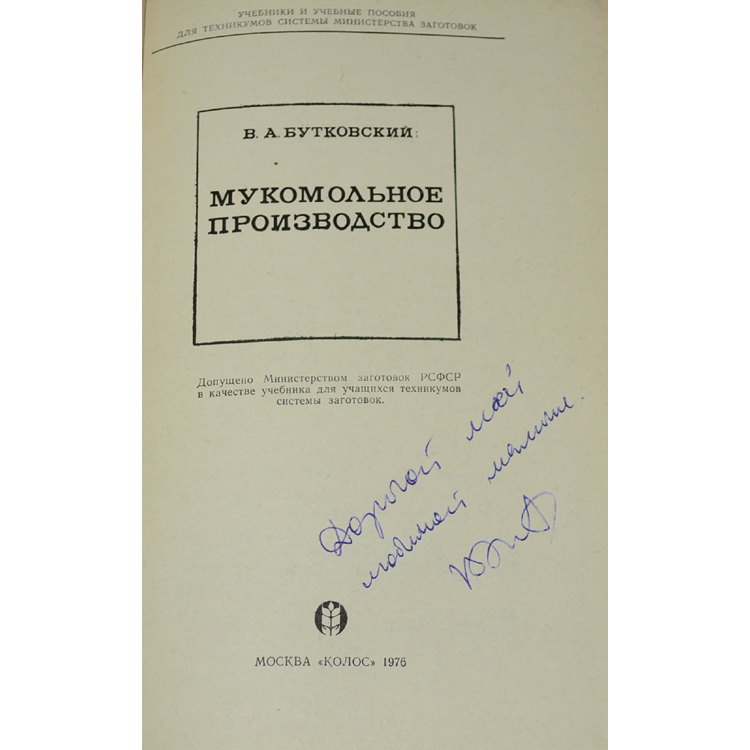 УЧЕБНИКИ И УЧЕБНЫЕ ПОСОБИЯ
ДЛЯ ТЕХНИКУМОВ СИСТЕМЫ МИНИСТЕРСТВА ЗАГОТОВОК
В. А. БУТКОВСКИЙ
МУКОМОЛЬНОЕ
ПРОИЗВОДСТВО
Допущено Министерством заготовок РСФСР
в качестве учебника для учащихся техникумов
системы заготовок.
Дорогой мой
любимой мамочке.
МОСКВА «КОЛОС» 1976